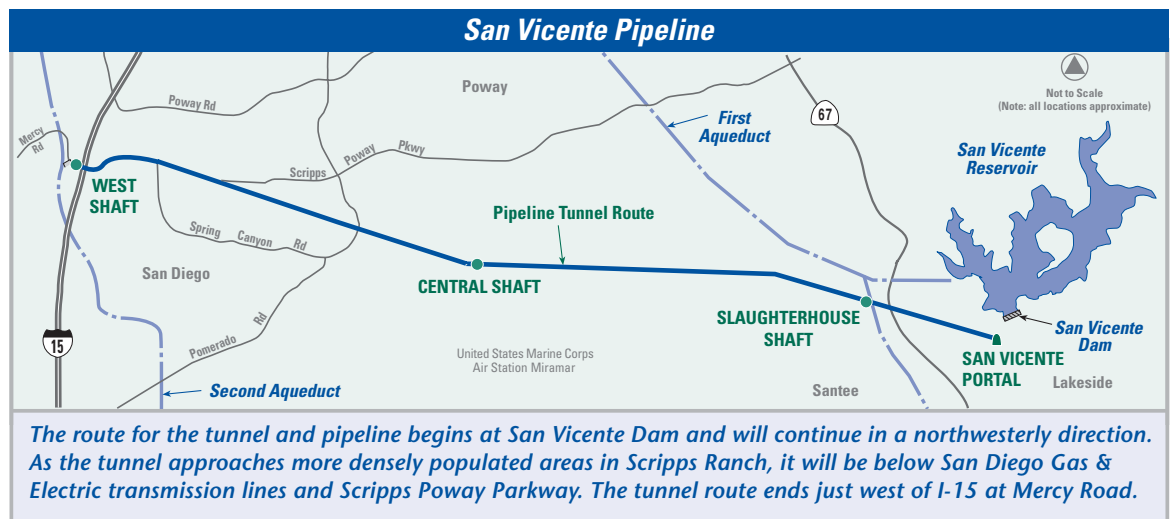 San Vicente Pipeline
Poway
Not to Scale
(Note: all locations approximate)
Poway Rd
67
First
Aqueduct
Mercy
Rd
San Vicente
Reservoir
Scripps Poway Pkwy
WEST
SHAFT
Pipeline Tunnel Route
Spring Canyon Rd
San Diego
CENTRAL SHAFT
SLAUGHTERHOUSE
SHAFT
San Vicente
Dam
15
Pomerado Rd
United States Marine Corps
Air Station Miramar
SAN VICENTE
PORTAL
Lakeside
Second Aqueduct
Santee
The route for the tunnel and pipeline begins at San Vicente Dam and will continue in a northwesterly direction.
As the tunnel approaches more densely populated areas in Scripps Ranch, it will be below San Diego Gas &
Electric transmission lines and Scripps Poway Parkway. The tunnel route ends just west of I-15 at Mercy Road.